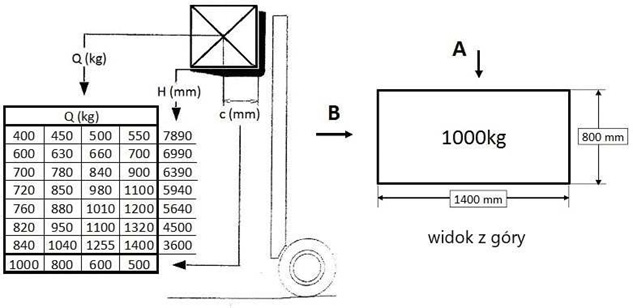 Q (kg)
H (mm)
c (mm)
Q (kg)
400 450 500 550 7890
600 630 660 700 6990
700 780 840 900 6390
720 850 980 1100 5940
760 880 1010 1200 5640
820 950 1100 1320 4500
840 1040 1255 1400 3600
1000 800 600 500
A
B
1000kg
800 mm
1400 mm
widok z góry